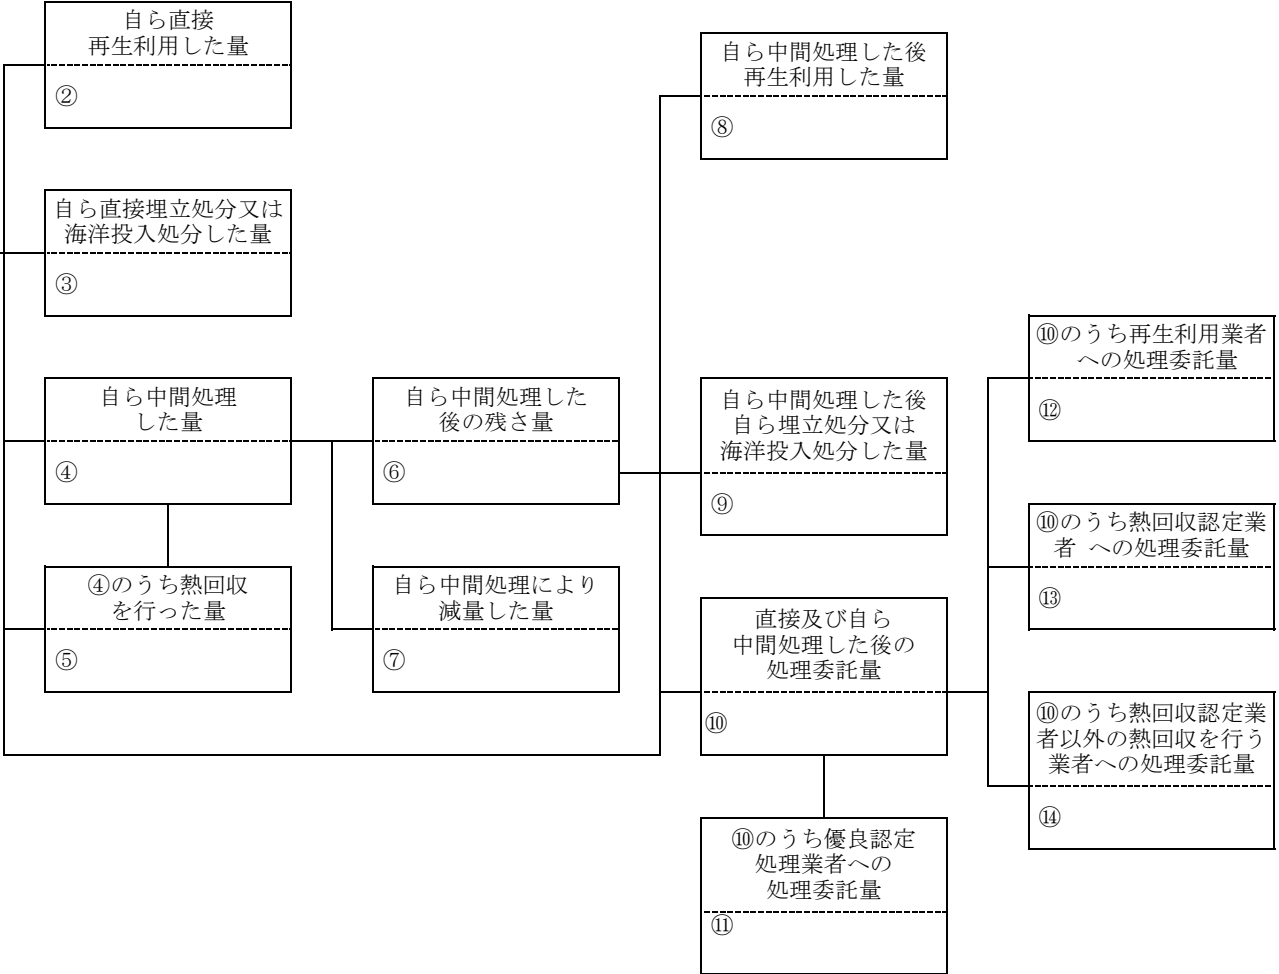 自ら直接
再生利用した量
②
自ら直接埋立処分又は
海洋投入処分した量
③
自ら中間処理
した量
④
④のうち熱回収
を行った量
⑤
自ら中間処理した
後の残さ量
⑥
自ら中間処理により
減量した量
⑦
自ら中間処理した後
再生利用した量
⑧
自ら中間処理した後
自ら埋立処分又は
海洋投入処分した量
⑨
直接及び自ら
中間処理した後の
処理委託量
⑩
⑩のうち優良認定
処理業者への
処理委託量
⑪
⑩のうち再生利用業者
への処理委託量
⑫
⑩のうち熱回収認定業
者 への処理委託量
⑬
⑩のうち熱回収認定業
者以外の熱回収を行う
業者への処理委託量
⑭